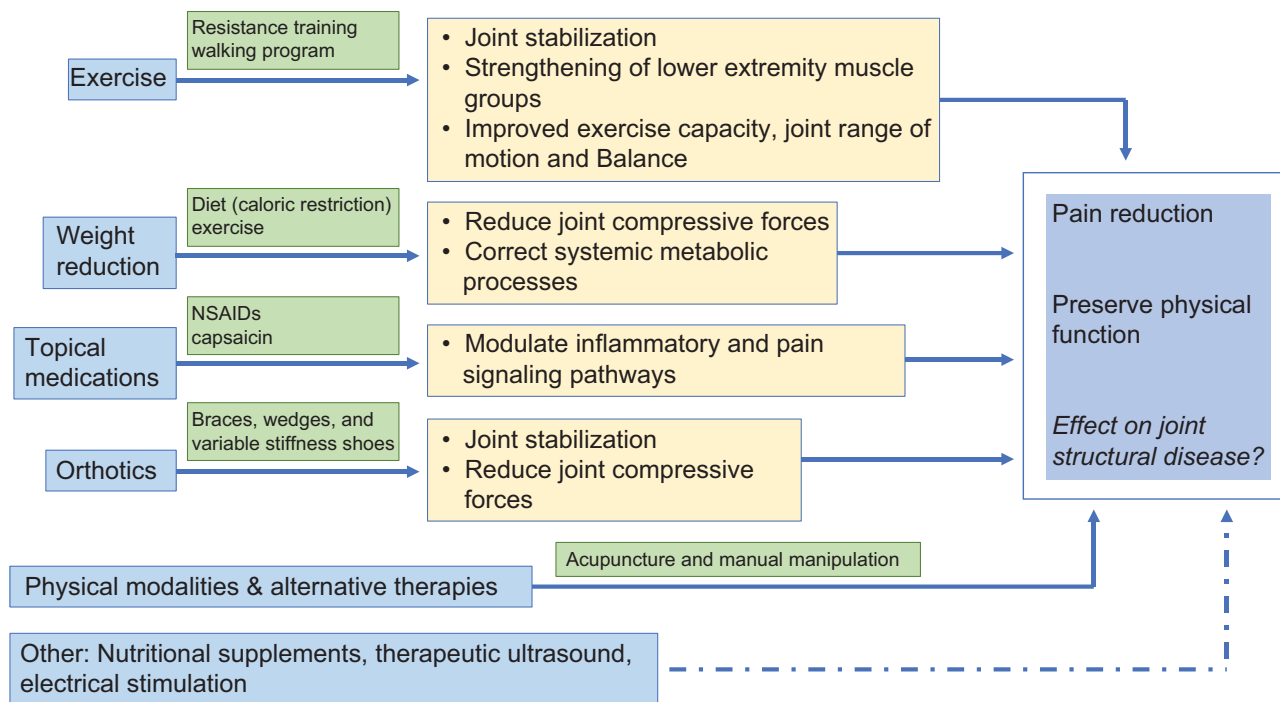 Resistance training
walking program
Exercise
• Joint stabilization
• Strengthening of lower extremity muscle
groups
• Improved exercise capacity, joint range of
motion and Balance
Diet (caloric restriction)
exercise
Weight
reduction
• Reduce joint compressive forces
• Correct systemic metabolic
processes
NSAIDs
capsaicin
Topical
medications
• Modulate inflammatory and pain
signaling pathways
Braces, wedges, and
variable stiffness shoes
Orthotics
• Joint stabilization
• Reduce joint compressive
forces
Pain reduction
Preserve physical
function
Effect on joint
structural disease?
Acupuncture and manual manipulation
Physical modalities & alternative therapies
Other: Nutritional supplements, therapeutic ultrasound,
electrical stimulation